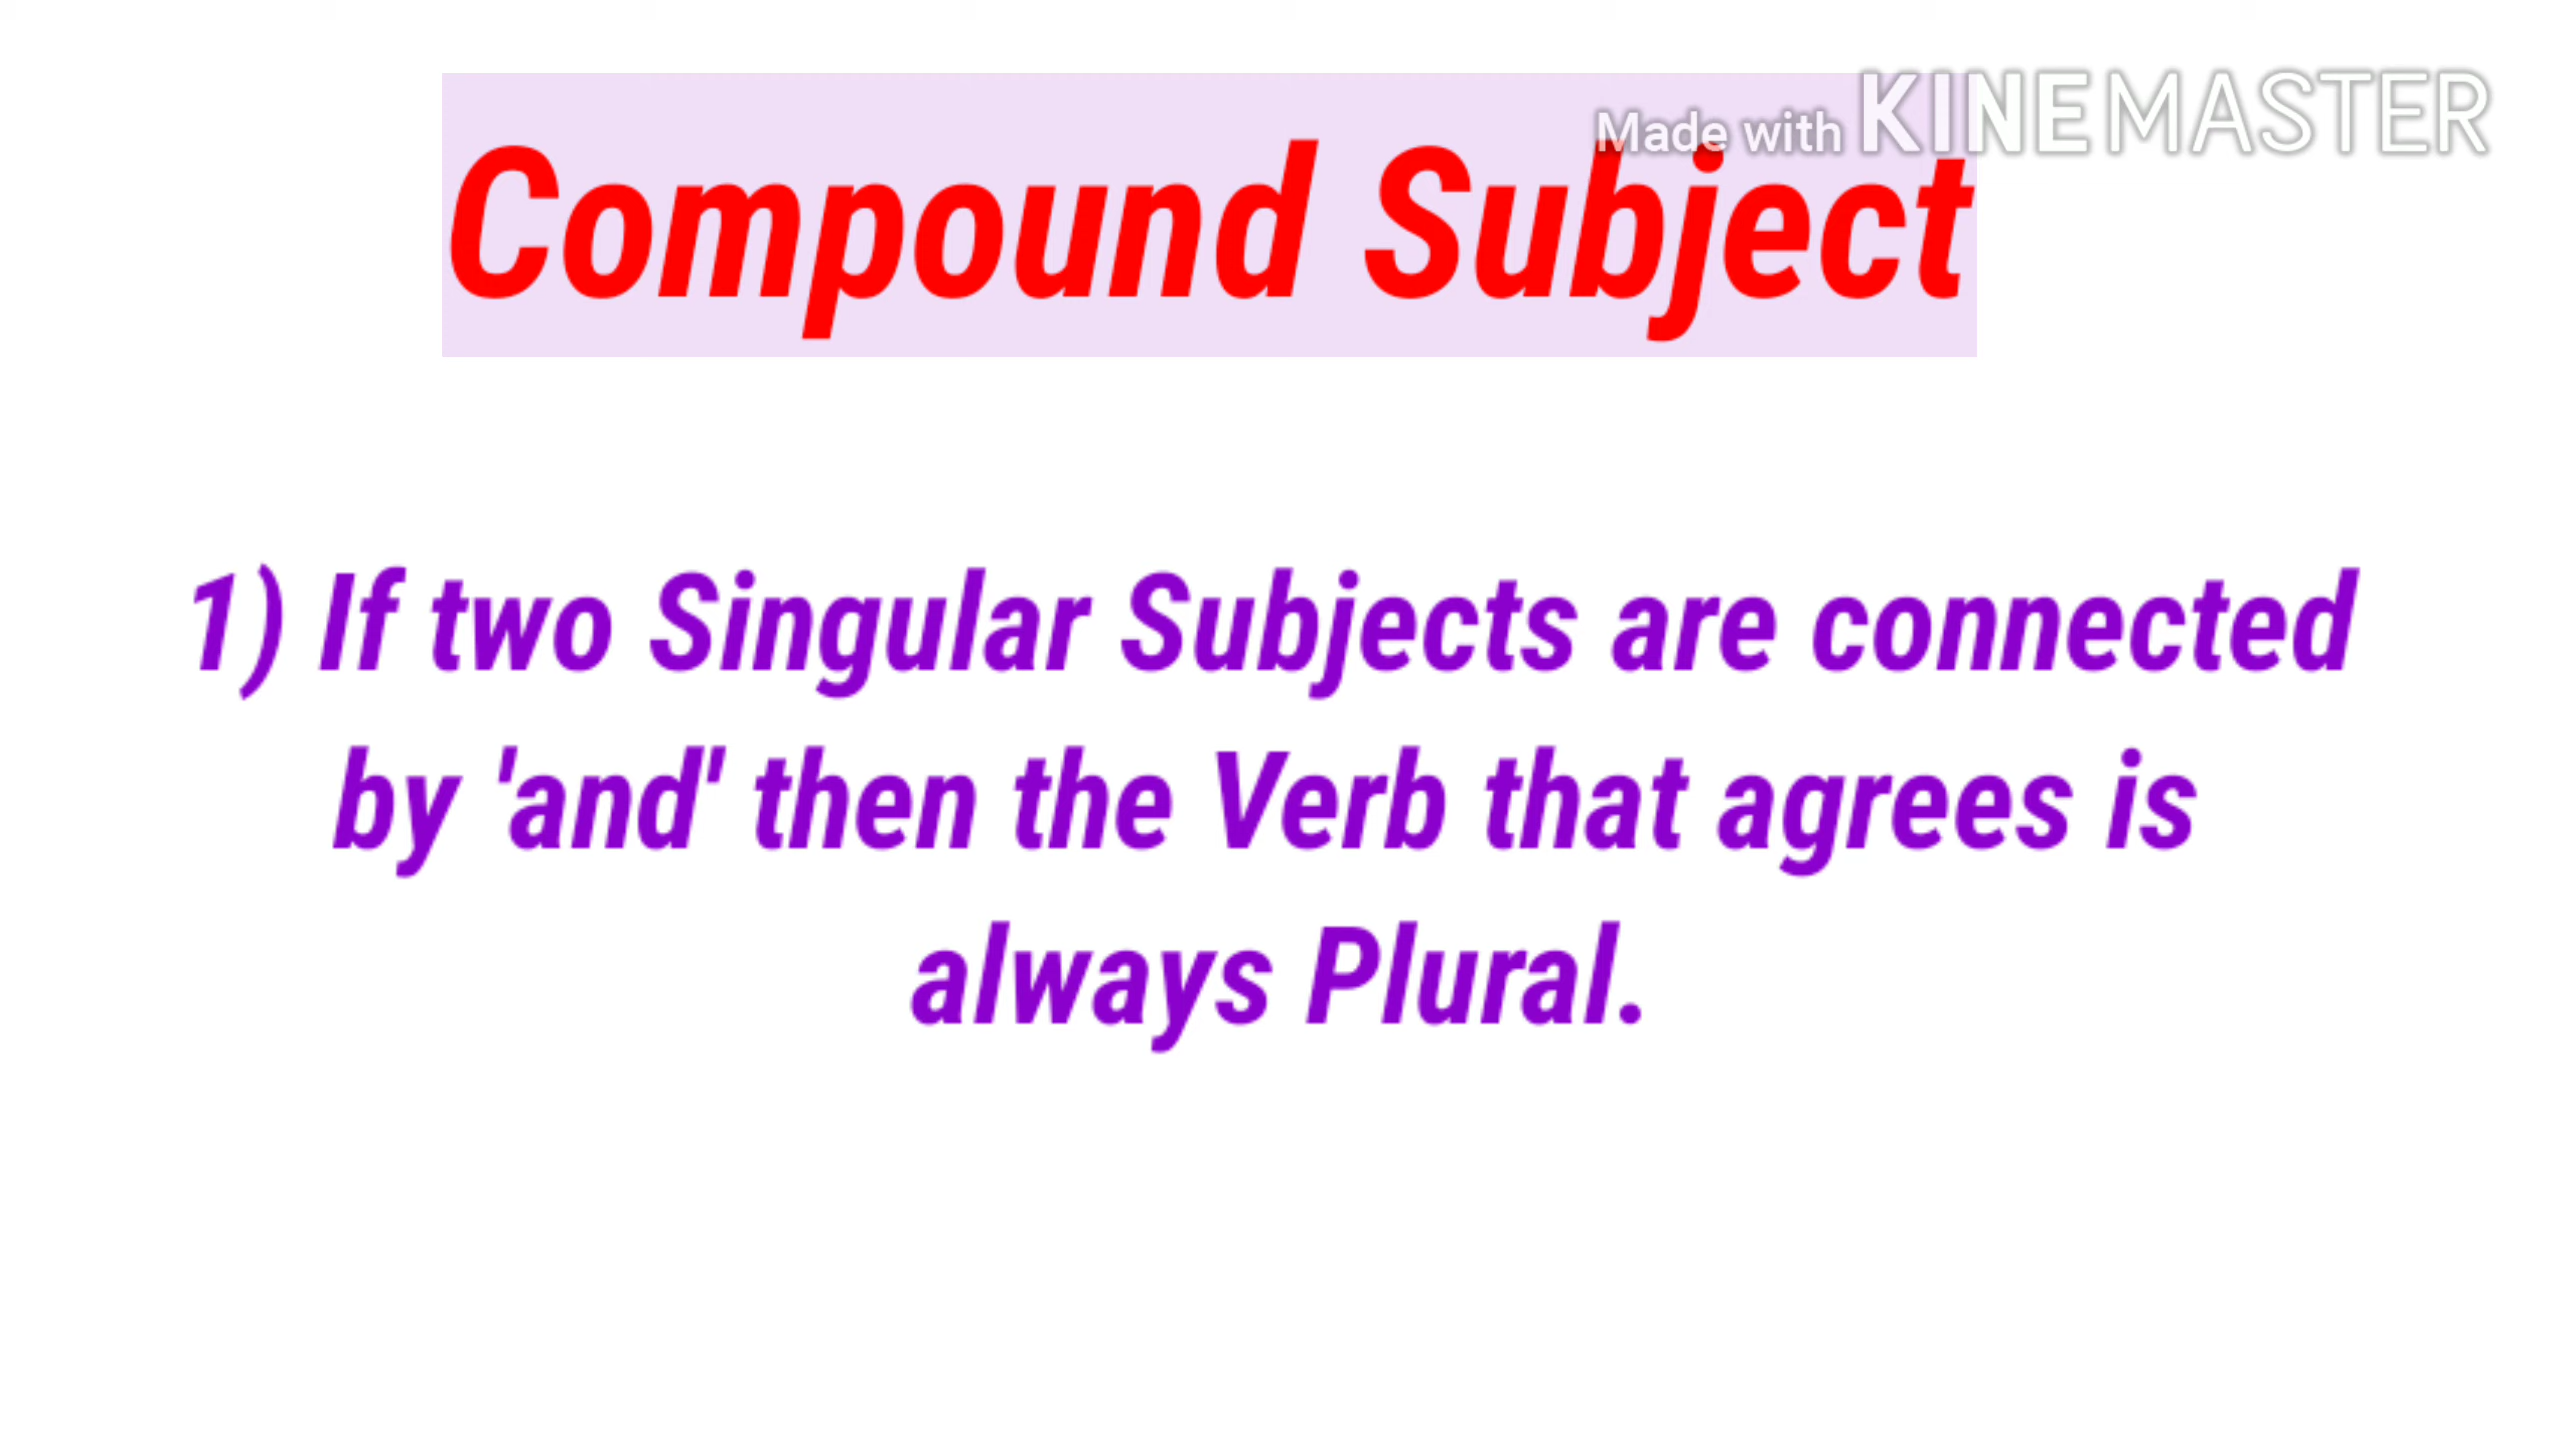 Made with KINEMASTER
Compound Subject
1) If two Singular Subjects are connected
by 'and' then the Verb that agrees is
always Plural.